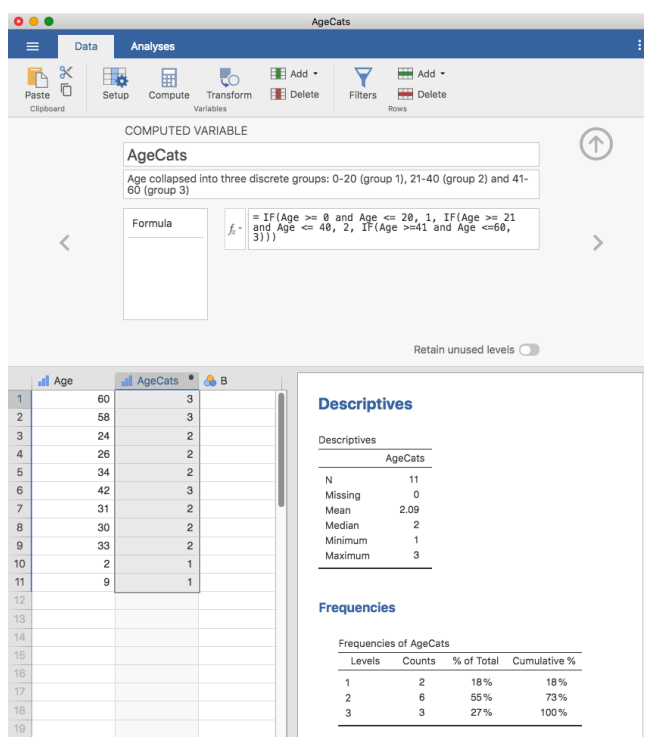 AgeCats
Data Analyses
Paste Setup Compute Transform Add Delete Filters Add Delete
Clipboard Variables Rows
COMPUTED VARIABLE
AgeCats
Age collapsed into three discrete groups: 0-20 (group 1), 21-40 (group 2) and 41-
60 (group 3)
Formula
fx
= IF(Age >= 0 and Age <= 20, 1, IF(Age >= 21
and Age <= 40, 2, IF(Age >=41 and Age <=60,
3)))
Retain unused levels
Age AgeCats B
1 60 3
2 58 3
3 24 2
4 26 2
5 34 2
6 42 3
7 31 2
8 30 2
9 33 2
10 2 1
11 9 1
12
13
14
15
16
17
18
19
Descriptives
Descriptives
AgeCats
N 11
Missing 0
Mean 2.09
Median 2
Minimum 1
Maximum 3
Frequencies
Frequencies of AgeCats
Levels Counts % of Total Cumulative %
1 2 18% 18%
2 6 55% 73%
3 3 27% 100%